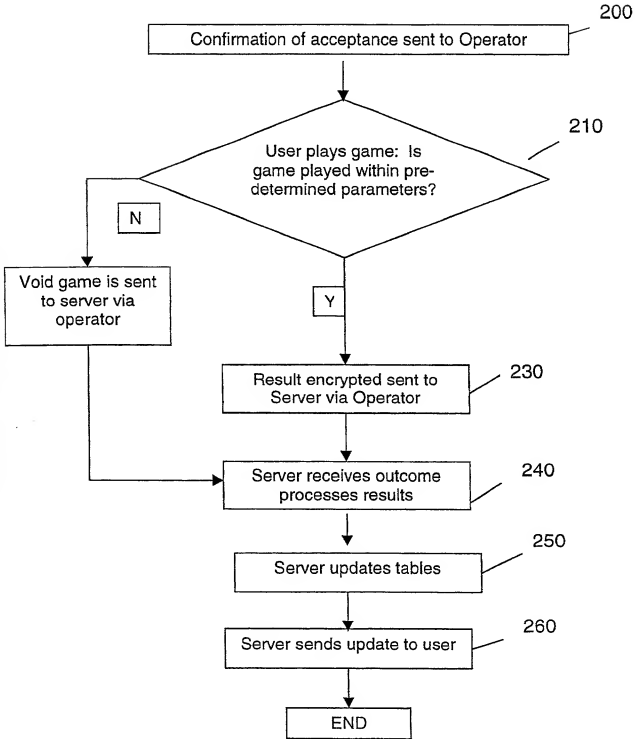 200
Confirmation of acceptance sent to Operator
210
User plays game: Is
game played within pre-
determined parameters?
N
Void game is sent
to server via
operator
Y
230
Result encrypted sent to
Server via Operator
240
Server receives outcome
processes results
250
Server updates tables
260
Server sends update to user
END